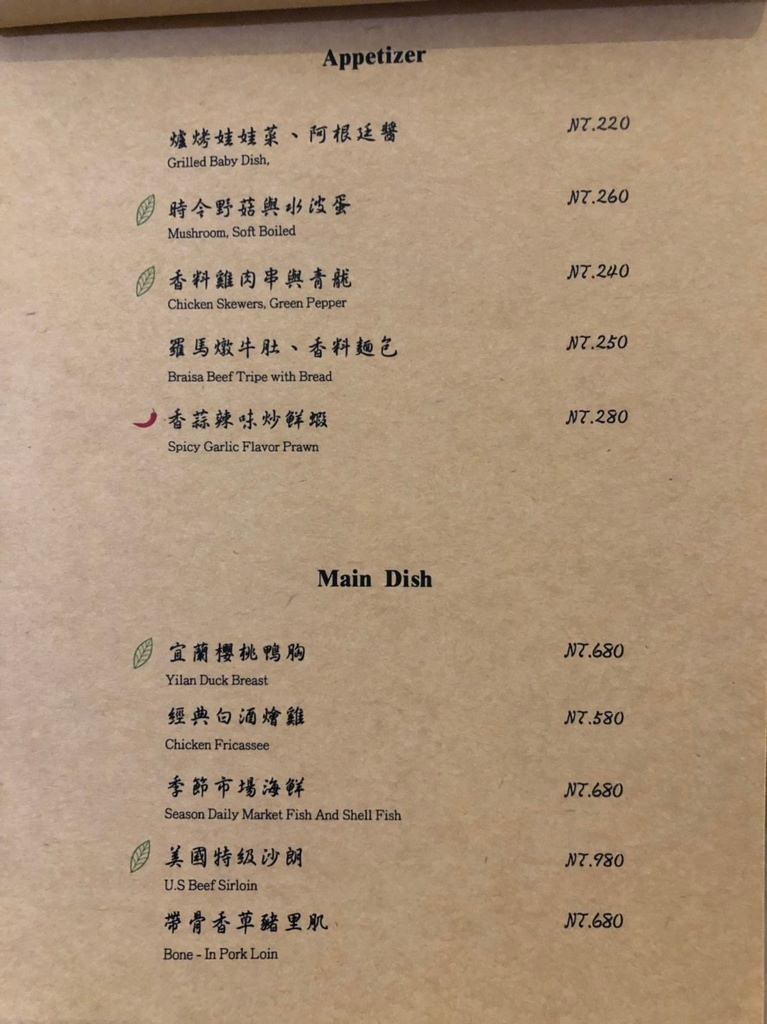 Appetizer
爐烤娃娃菜、阿根廷醬
NT.220
Grilled Baby Dish,
時令野菇與水波蛋
NT.260
Mushroom, Soft Boiled
香料雞肉串與青龍
NT.240
Chicken Skewers, Green Pepper
羅馬燉牛肚、香料麵包
NT.250
Braisa Beef Tripe with Bread
香蒜辣味炒鮮蝦
NT.280
Spicy Garlic Flavor Prawn
Main Dish
宜蘭櫻桃鴨胸
NT.680
Yilan Duck Breast
經典白酒燴雞
NT.580
Chicken Fricassee
季節市場海鮮
NT.680
Season Daily Market Fish And Shell Fish
美國特級沙朗
NT.980
U.S Beef Sirloin
帶骨香草豬里肌
NT.680
Bone - In Pork Loin